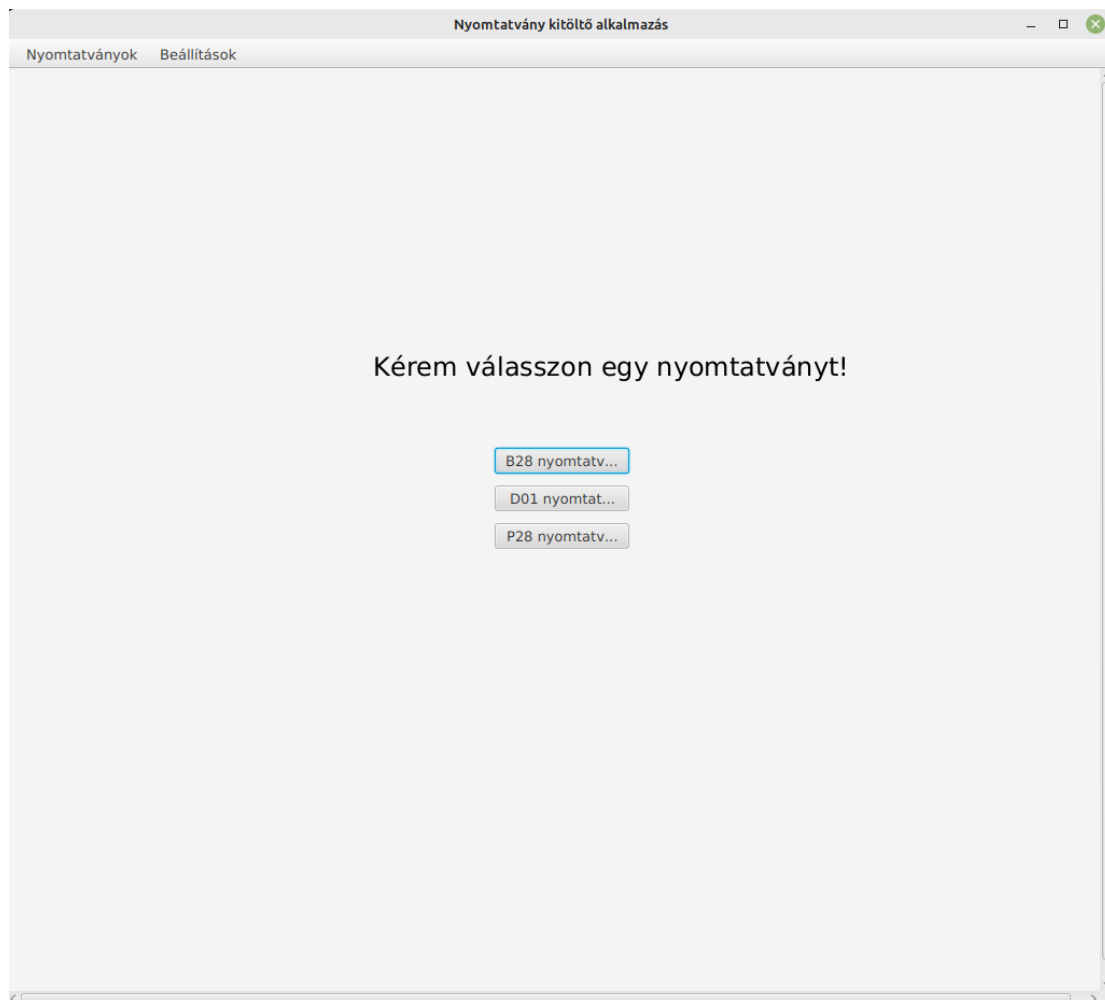 Nyomtatvány kitöltő alkalmazás
Nyomtatványok Beállítások
Kérem válasszon egy nyomtatványt!
B28 nyomtatv...
D01 nyomtat...
P28 nyomtatv...